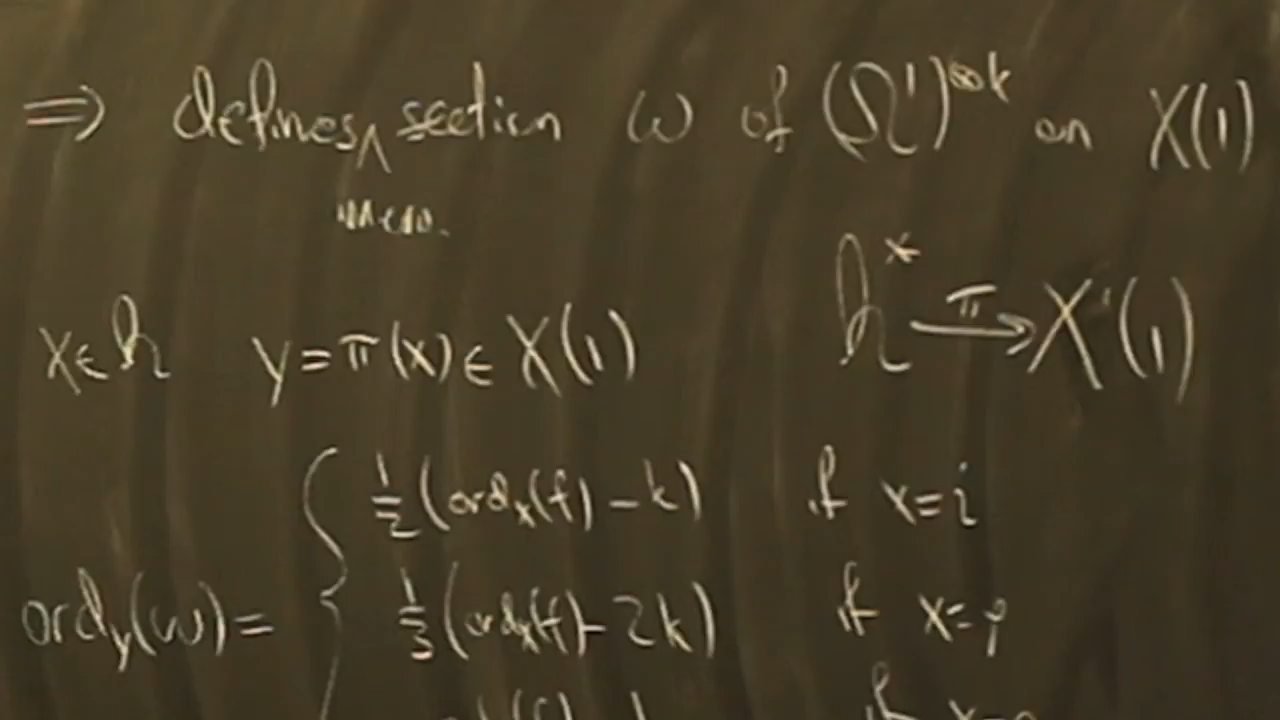 ⇒ defines ∧ section ω of (Ω¹)^{⊗k} on X(1)
mero.
h* —π→ X(1)
x ∈ h y = π(x) ∈ X(1)
1/2 (ord_x(f) - k) if x = i
ord_y(ω) = {
1/3 (ord_x(f) - 2k) if x = ρ
if x =